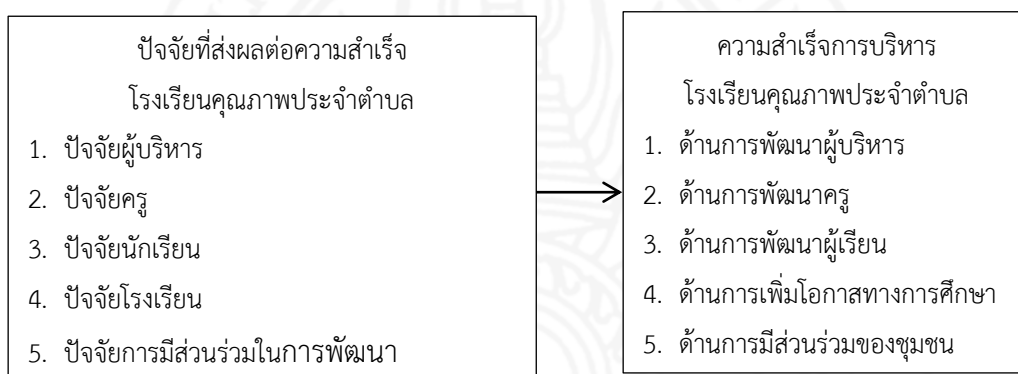 ปัจจัยที่ส่งผลต่อความสำเร็จ
โรงเรียนคุณภาพประจำตำบล
1. ปัจจัยผู้บริหาร
2. ปัจจัยครู
3. ปัจจัยนักเรียน
4. ปัจจัยโรงเรียน
5. ปัจจัยการมีส่วนร่วมในการพัฒนา
ความสำเร็จการบริหาร
โรงเรียนคุณภาพประจำตำบล
1. ด้านการพัฒนาผู้บริหาร
2. ด้านการพัฒนาครู
3. ด้านการพัฒนาผู้เรียน
4. ด้านการเพิ่มโอกาสทางการศึกษา
5. ด้านการมีส่วนร่วมของชุมชน